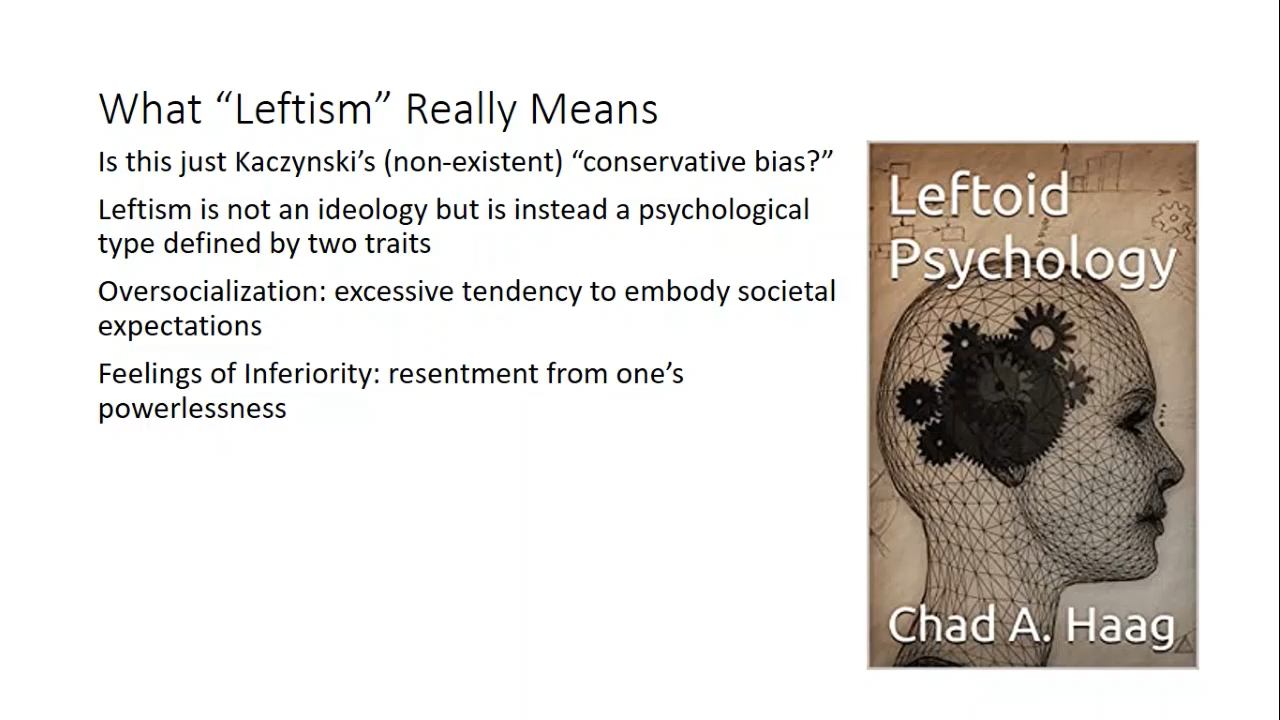 What “Leftism” Really Means
Is this just Kaczynski’s (non-existent) “conservative bias?”
Leftism is not an ideology but is instead a psychological
type defined by two traits
Oversocialization: excessive tendency to embody societal
expectations
Feelings of Inferiority: resentment from one’s
powerlessness
Leftoid
Psychology
Chad A. Haag